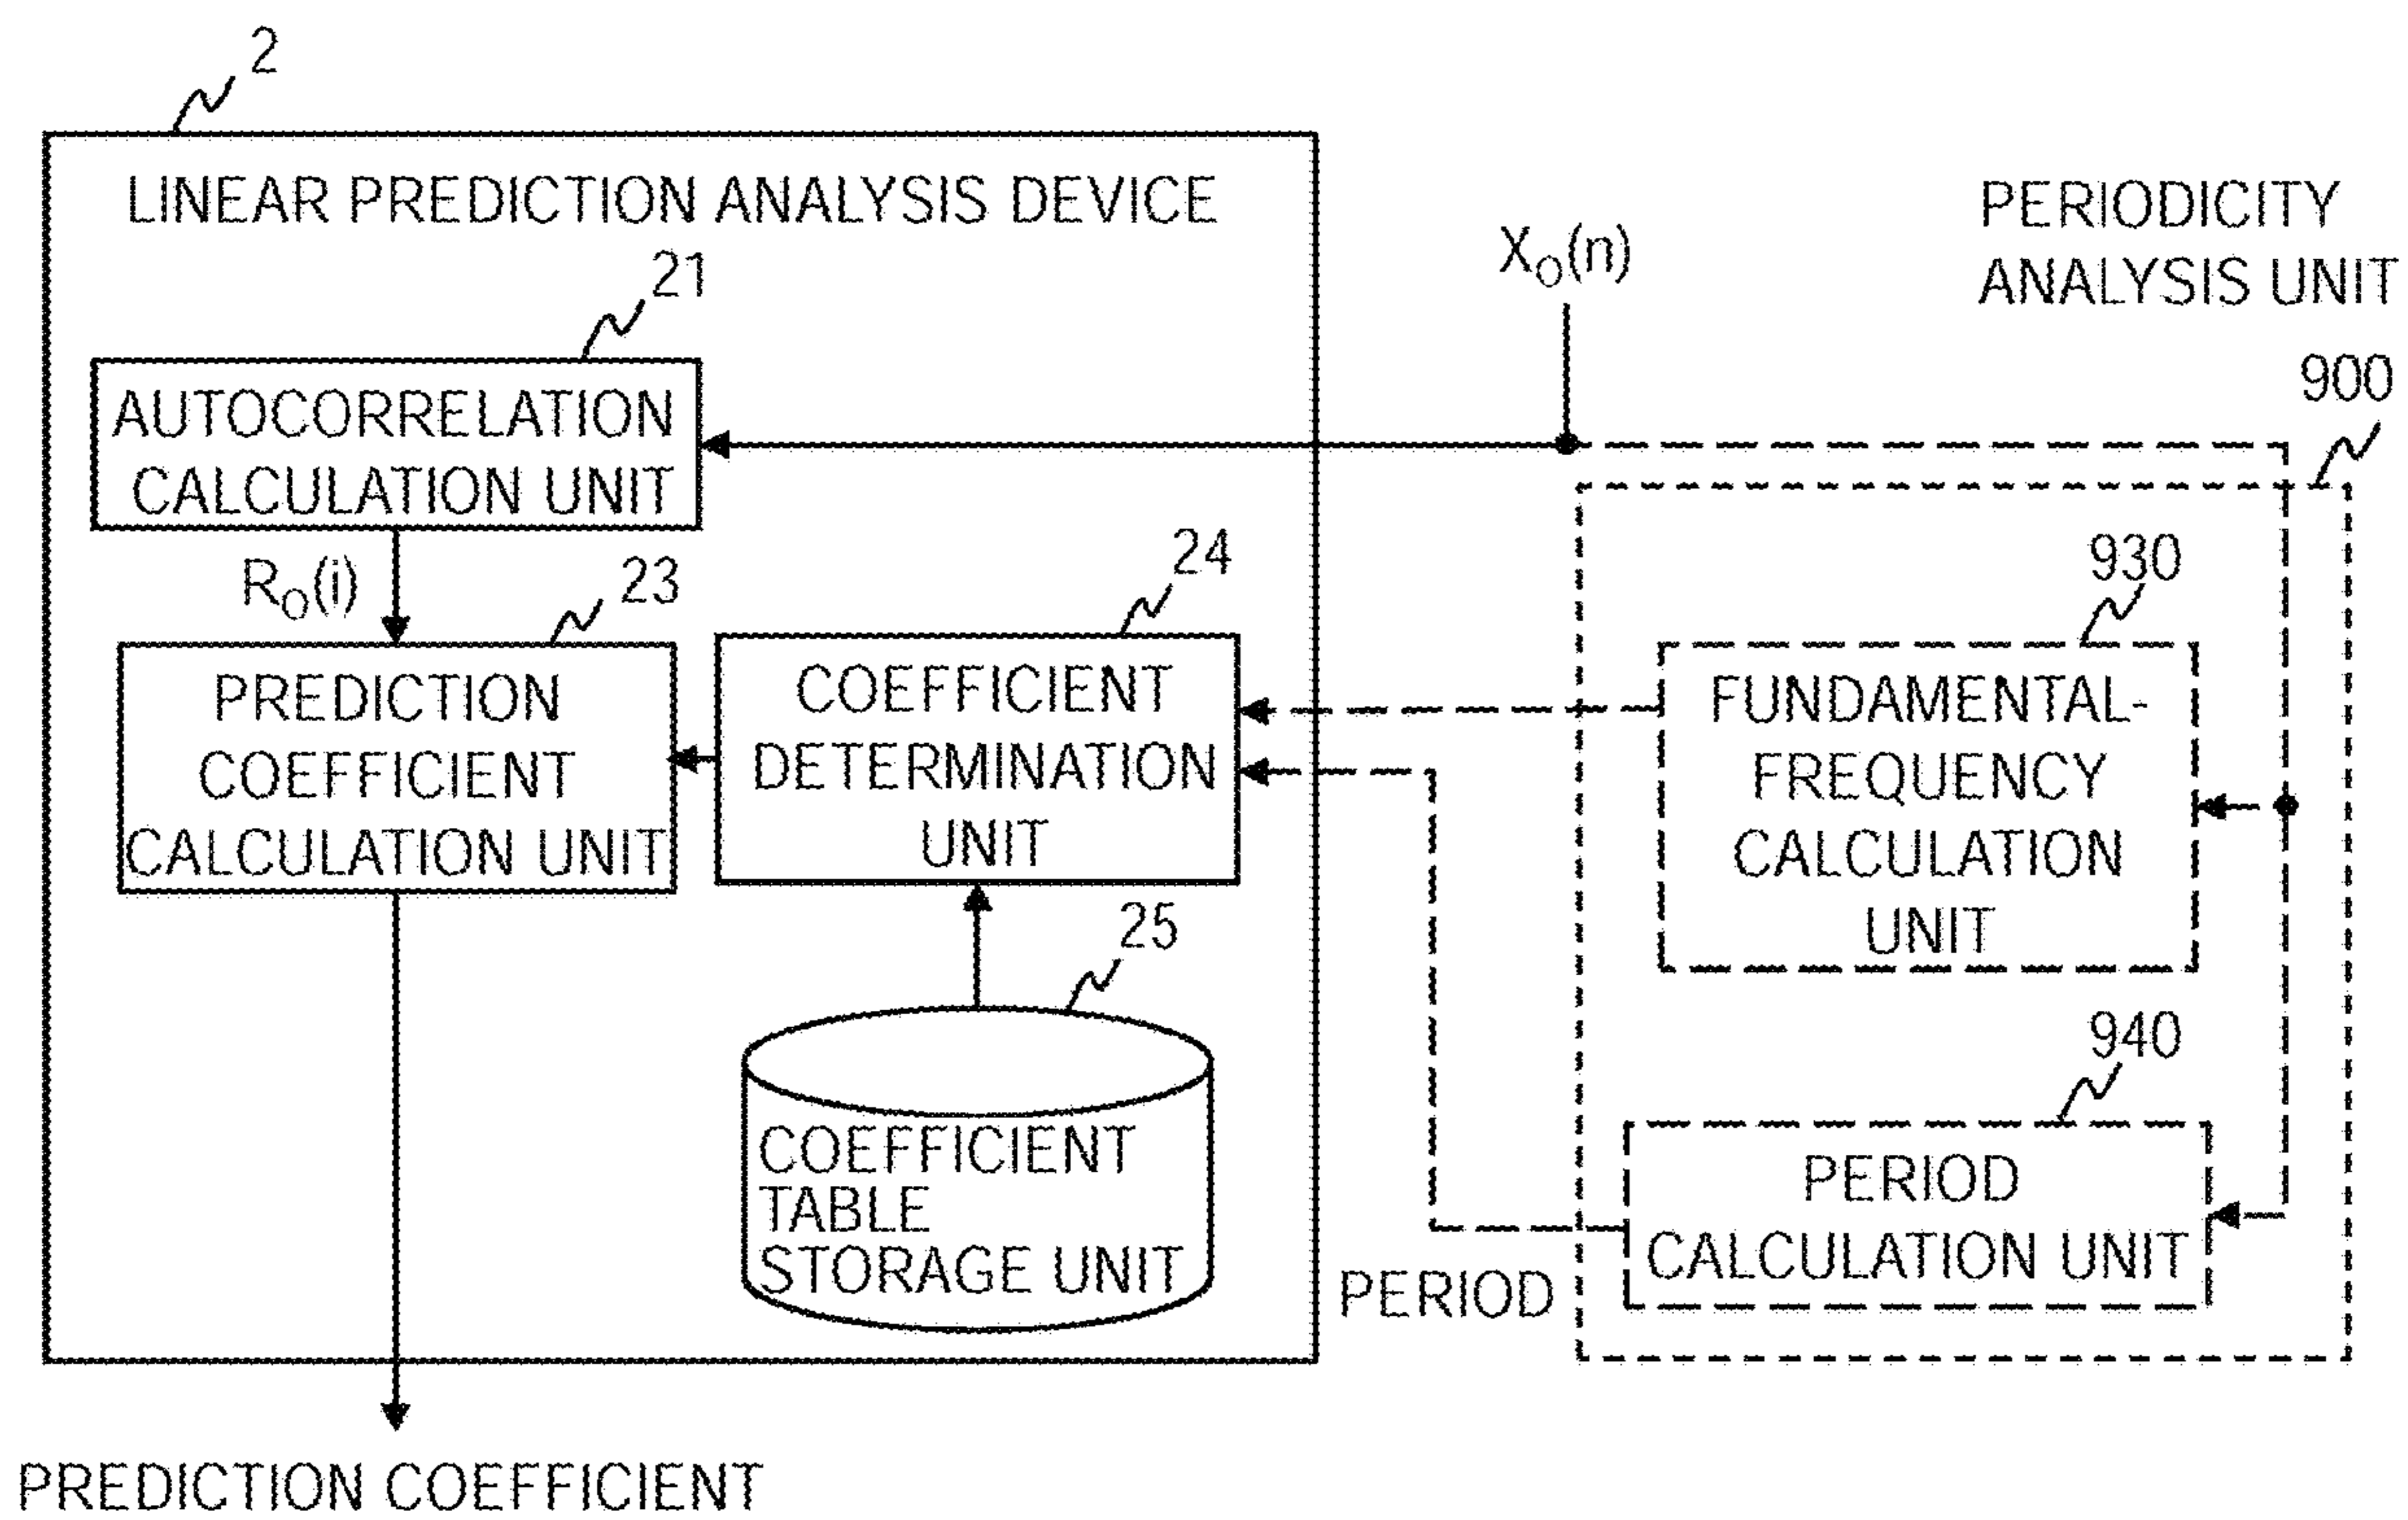 2
LINEAR PREDICTION ANALYSIS DEVICE
21
AUTOCORRELATION
CALCULATION UNIT
X_O(n)
PERIODICITY
ANALYSIS UNIT
900
R_O(i)
23
PREDICTION
COEFFICIENT
CALCULATION UNIT
24
COEFFICIENT
DETERMINATION
UNIT
25
COEFFICIENT
TABLE
STORAGE UNIT
930
FUNDAMENTAL-
FREQUENCY
CALCULATION
UNIT
940
PERIOD
CALCULATION UNIT
PERIOD
PREDICTION COEFFICIENT